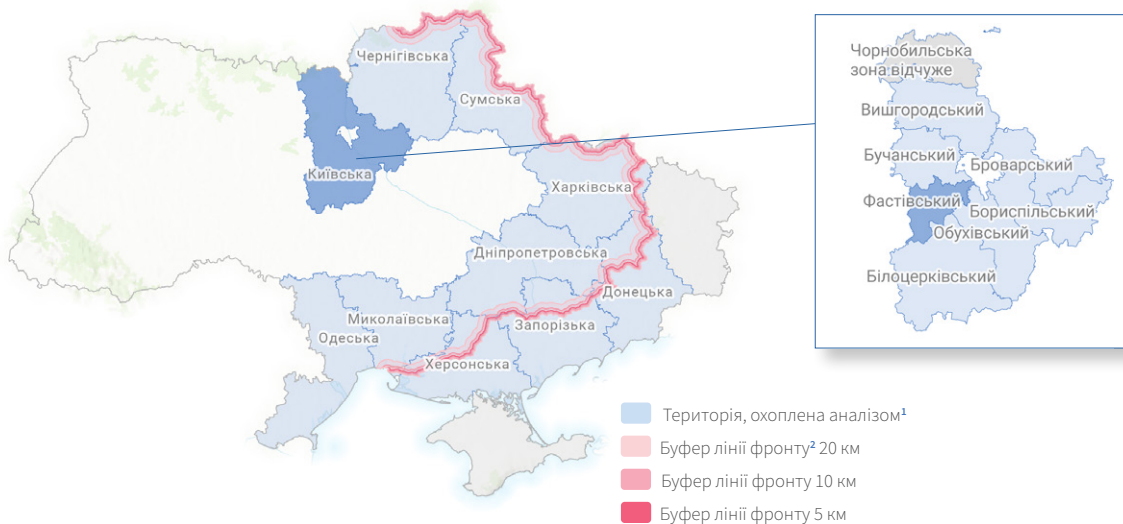 Чернігівська
Сумська
Київська
Харківська
Дніпропетровська
Донецька
Миколаївська
Запорізька
Одеська
Херсонська
Чорнобильська
зона відчуже
Вишгородський
Бучанський
Броварський
Фастівський
Бориспільський
Обухівський
Білоцерківський
Територія, охоплена аналізом¹
Буфер лінії фронту² 20 км
Буфер лінії фронту 10 км
Буфер лінії фронту 5 км